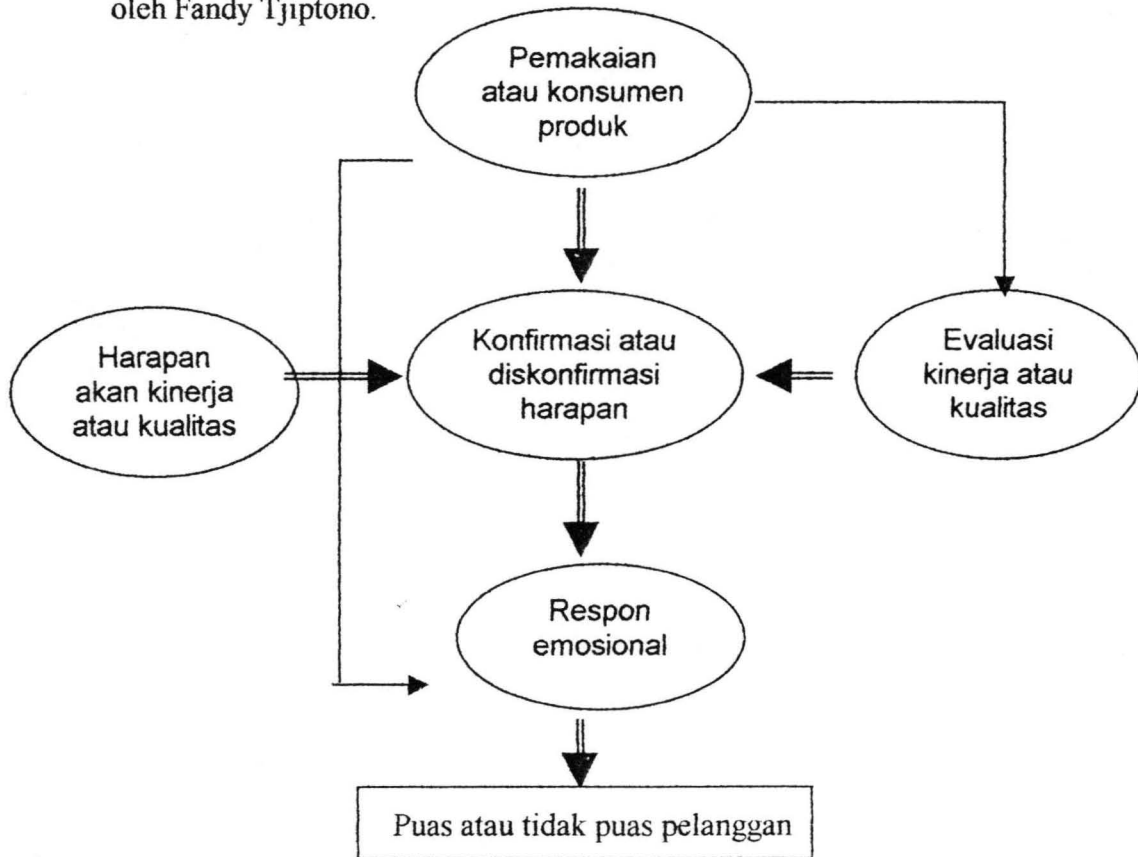 oleh Fandy Tjiptono.
Pemakaian
atau konsumen
produk
Harapan
akan kinerja
atau kualitas
Konfirmasi atau
diskonfirmasi
harapan
Evaluasi
kinerja atau
kualitas
Respon
emosional
Puas atau tidak puas pelanggan